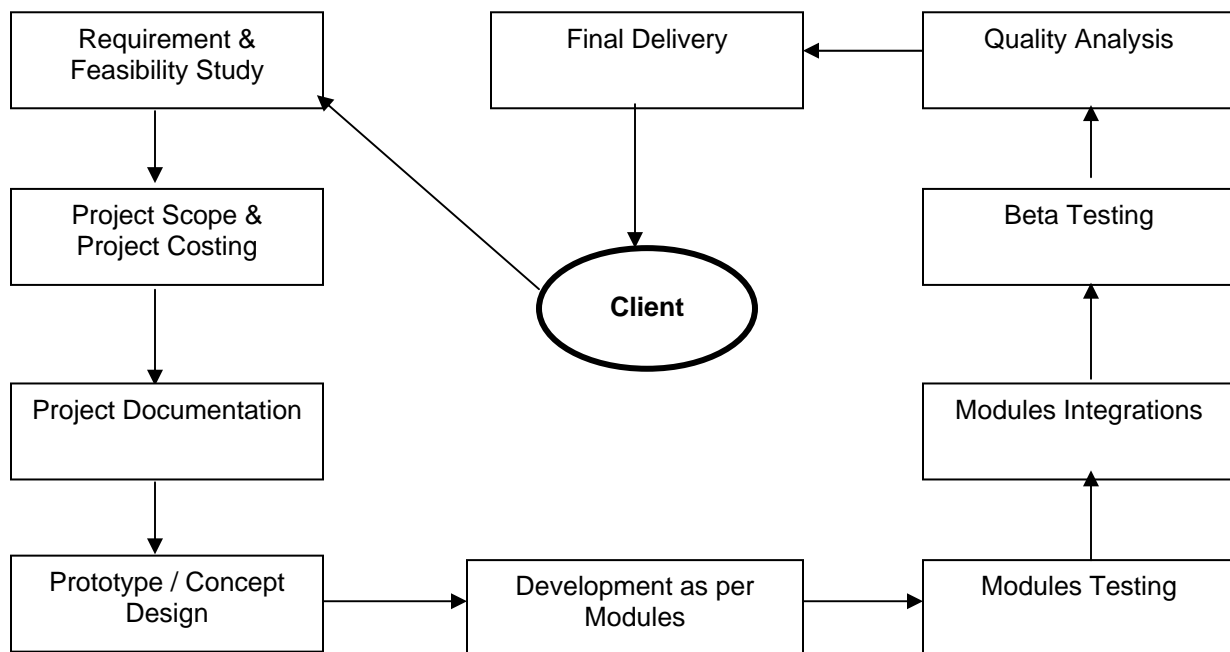 Requirement &
Feasibility Study
Final Delivery
Quality Analysis
Project Scope &
Project Costing
Beta Testing
Client
Project Documentation
Modules Integrations
Prototype / Concept
Design
Development as per
Modules
Modules Testing